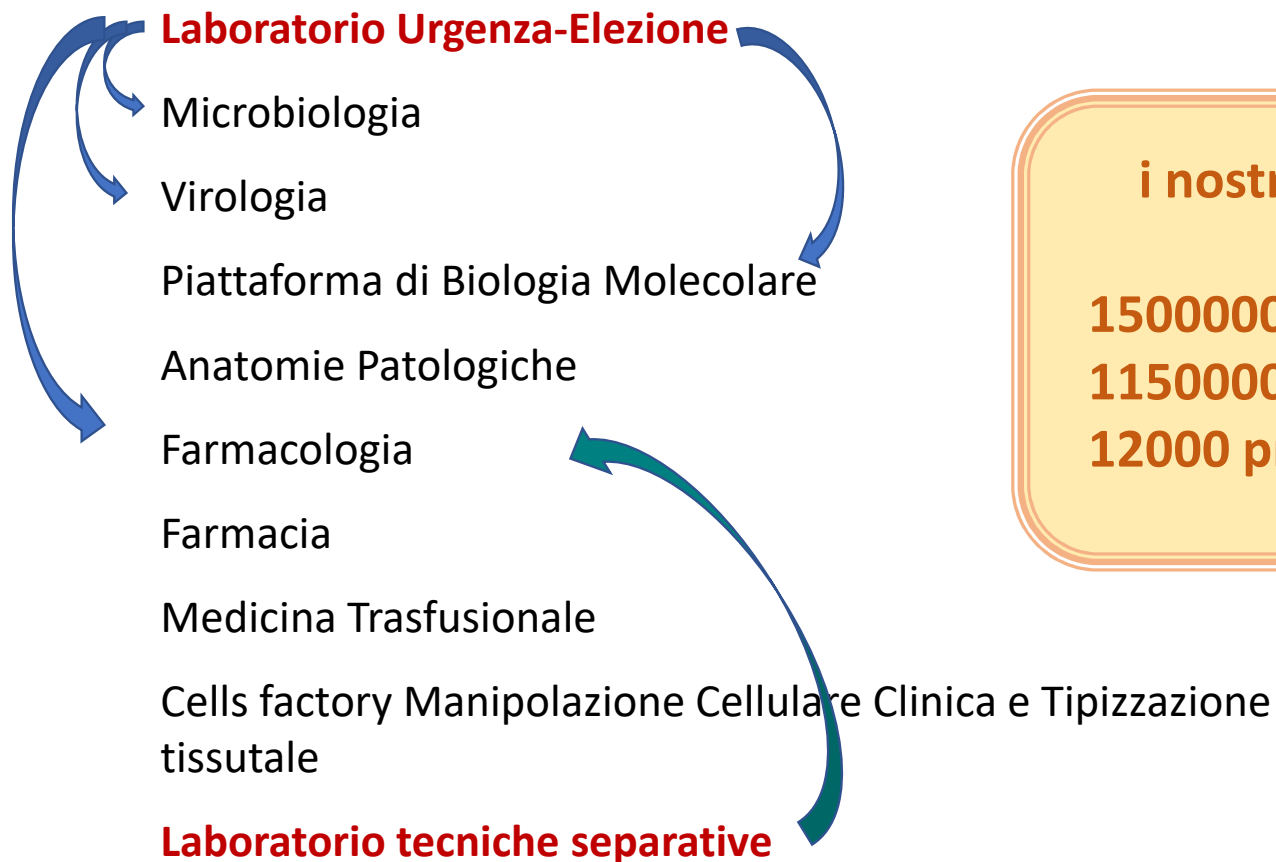 Laboratorio Urgenza-Elezione
Microbiologia
Virologia
Piattaforma di Biologia Molecolare
Anatomie Patologiche
Farmacologia
Farmacia
Medicina Trasfusionale
Cells factory Manipolazione Cellulare Clinica e Tipizzazione
tissutale
Laboratorio tecniche separative
i nostr
1500000
1150000
12000 p